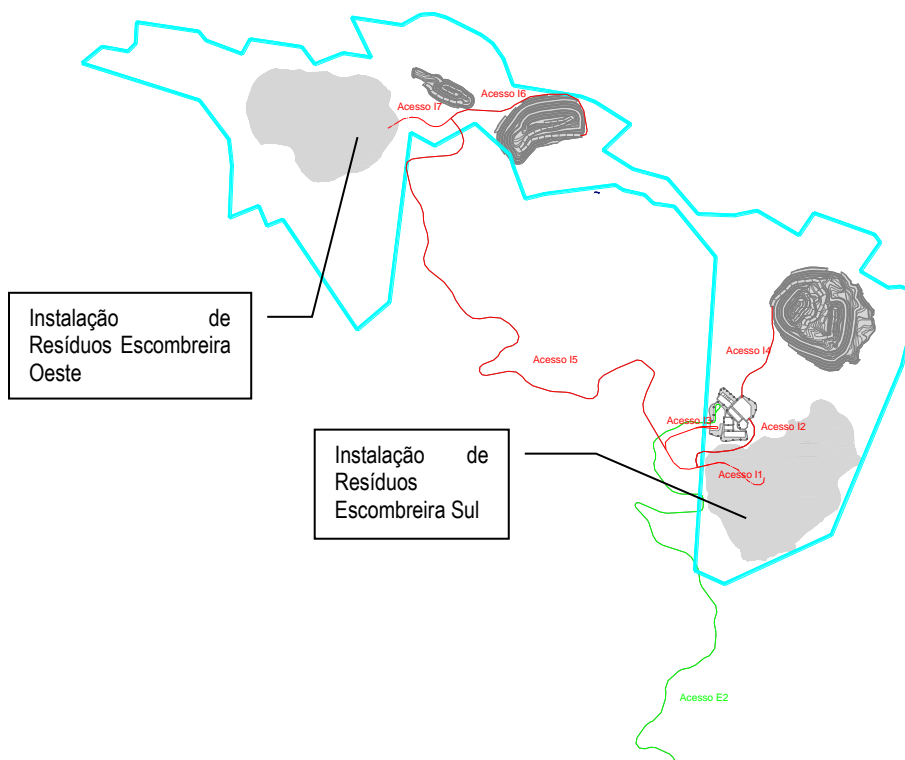 Acesso I6
Acesso I7
Instalação de
Resíduos Escombreira
Oeste
Acesso I4
Acesso I5
Acesso I3
Acesso I2
Instalação de
Resíduos
Escombreira Sul
Acesso I1
Acesso E2